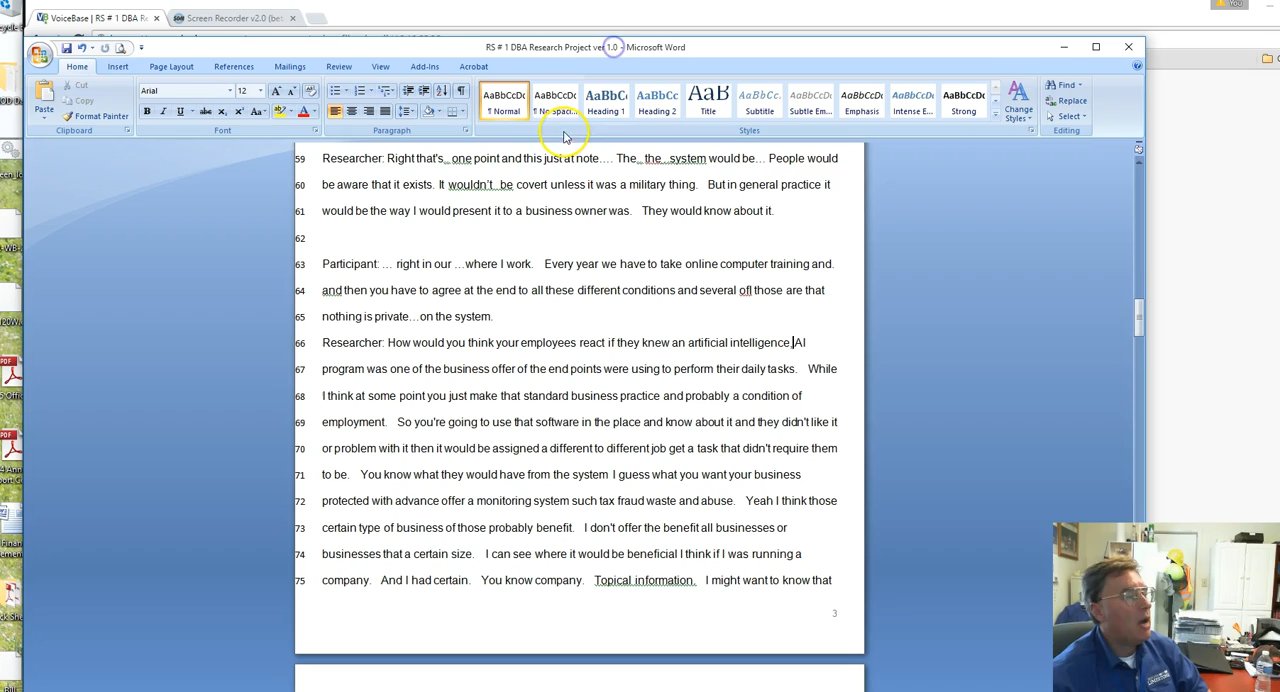 You
VoiceBase | RS # 1 DBA Re
Screen Recorder v2.0 (bet
RS # 1 DBA Research Project ver 1.0 - Microsoft Word
Home Insert Page Layout References Mailings Review View Add-Ins Acrobat
Paste
Cut
Copy
Format Painter
Clipboard
Arial 12
Font
Paragraph
AaBbCcDc AaBbCcDc AaBbC AaBbCc AaB AaBbCc. AaBbCcDc AaBbCcDc AaBbCcDc AaBbCcDc
¶ Normal ¶ No Spaci... Heading 1 Heading 2 Title Subtitle Subtle Em... Emphasis Intense E... Strong
Styles
Change Styles
Find
Replace
Select
Editing
59 Researcher: Right that's.. one point and this just at note…. The.. the..system would be… People would
60 be aware that it exists. It wouldn't..be covert unless it was a military thing. But in general practice it
61 would be the way I would present it to a business owner was. They would know about it.
62
63 Participant: … right in our …where I work. Every year we have to take online computer training and.
64 and then you have to agree at the end to all these different conditions and several ofl those are that
65 nothing is private…on the system.
66 Researcher: How would you think your employees react if they knew an artificial intelligence, AI
67 program was one of the business offer of the end points were using to perform their daily tasks. While
68 I think at some point you just make that standard business practice and probably a condition of
69 employment. So you're going to use that software in the place and know about it and they didn't like it
70 or problem with it then it would be assigned a different to different job get a task that didn't require them
71 to be. You know what they would have from the system I guess what you want your business
72 protected with advance offer a monitoring system such tax fraud waste and abuse. Yeah I think those
73 certain type of business of those probably benefit. I don't offer the benefit all businesses or
74 businesses that a certain size. I can see where it would be beneficial I think if I was running a
75 company. And I had certain. You know company. Topical information. I might want to know that
3